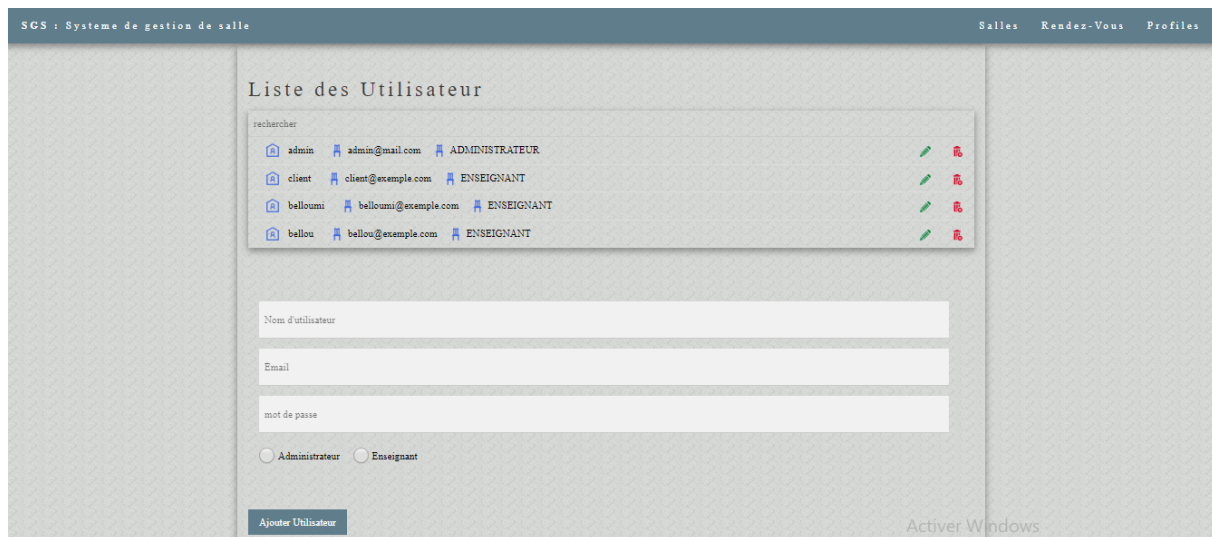 SGS : Systeme de gestion de salle Salles Rendez-Vous Profiles
Liste des Utilisateur
rechercher
admin admin@mail.com ADMINISTRATEUR
client client@exemple.com ENSEIGNANT
belloumi belloumi@exemple.com ENSEIGNANT
bellou bellou@exemple.com ENSEIGNANT
Nom d'utilisateur
Email
mot de passe
Administrateur Enseignant
Ajouter Utilisateur
Activer Windows